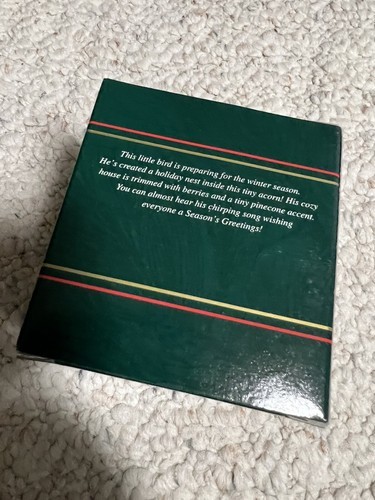 This little bird is preparing for the winter season.
He's created a holiday nest inside this tiny acorn! His cozy
house is trimmed with berries and a tiny pinecone accent.
You can almost hear his chirping song wishing
everyone a Season's Greetings!